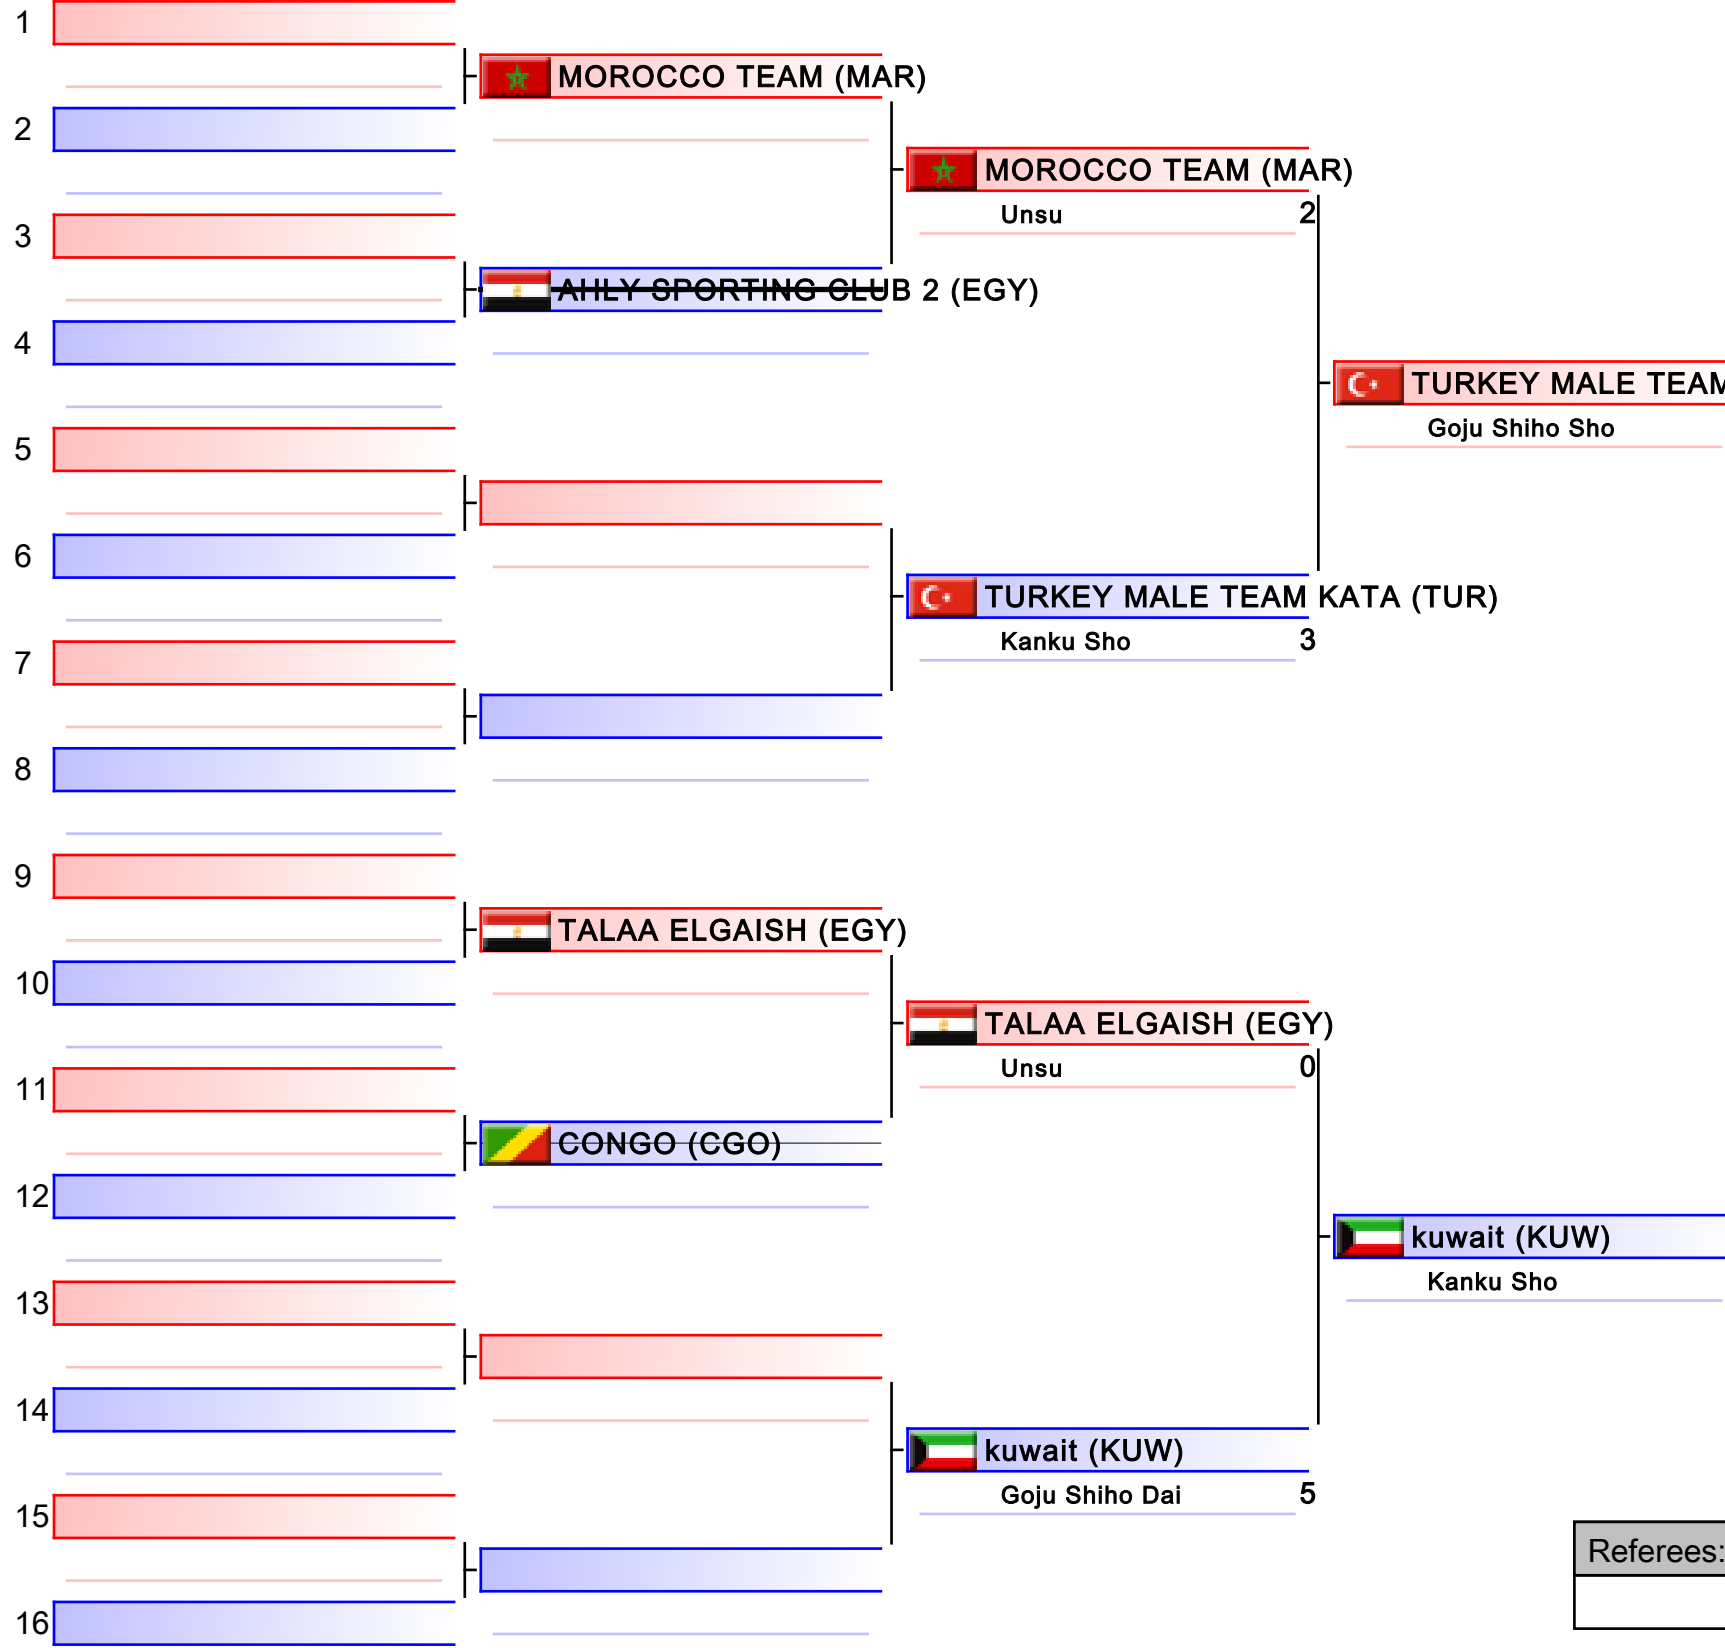 1
MOROCCO TEAM (MAR)
2
MOROCCO TEAM (MAR)
Unsu 2
3
AHLY SPORTING CLUB 2 (EGY)
4
TURKEY MALE TEAM
Goju Shiho Sho
5
6
TURKEY MALE TEAM KATA (TUR)
Kanku Sho 3
7
8
9
TALAA ELGAISH (EGY)
10
TALAA ELGAISH (EGY)
Unsu 0
11
CONGO (CGO)
12
kuwait (KUW)
Kanku Sho
13
14
kuwait (KUW)
Goju Shiho Dai 5
15
Referees:
16